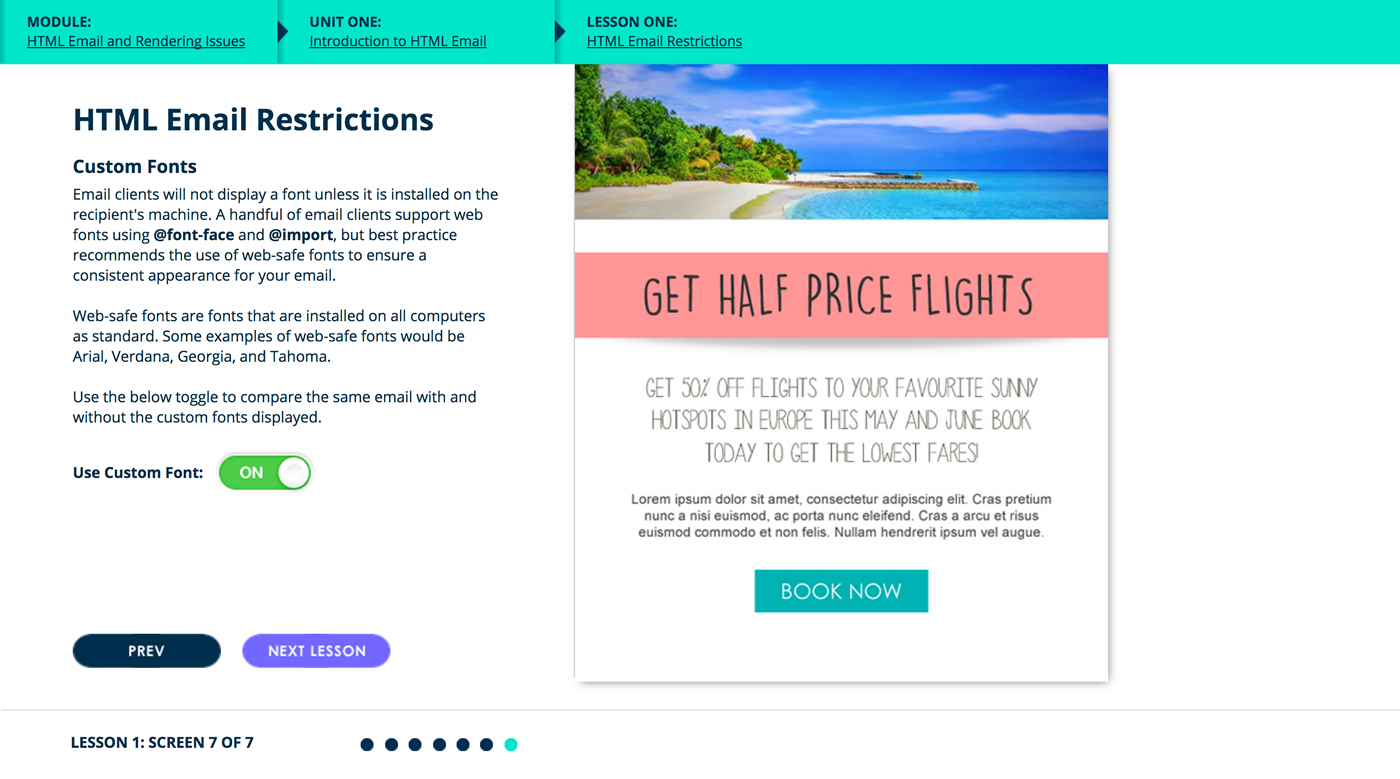 MODULE:
HTML Email and Rendering Issues
UNIT ONE:
Introduction to HTML Email
LESSON ONE:
HTML Email Restrictions
HTML Email Restrictions
Custom Fonts
Email clients will not display a font unless it is installed on the
recipient's machine. A handful of email clients support web
fonts using @font-face and @import, but best practice
recommends the use of web-safe fonts to ensure a
consistent appearance for your email.
Web-safe fonts are fonts that are installed on all computers
as standard. Some examples of web-safe fonts would be
Arial, Verdana, Georgia, and Tahoma.
Use the below toggle to compare the same email with and
without the custom fonts displayed.
Use Custom Font:
ON
PREV
NEXT LESSON
GET HALF PRICE FLIGHTS
GET 50% OFF FLIGHTS TO YOUR FAVOURITE SUNNY
HOTSPOTS IN EUROPE THIS MAY AND JUNE BOOK
TODAY TO GET THE LOWEST FARES!
Lorem ipsum dolor sit amet, consectetur adipiscing elit. Cras pretium
nunc a nisi euismod, ac porta nunc eleifend. Cras a arcu et risus
euismod commodo et non felis. Nullam hendrerit ipsum vel augue.
BOOK NOW
LESSON 1: SCREEN 7 OF 7